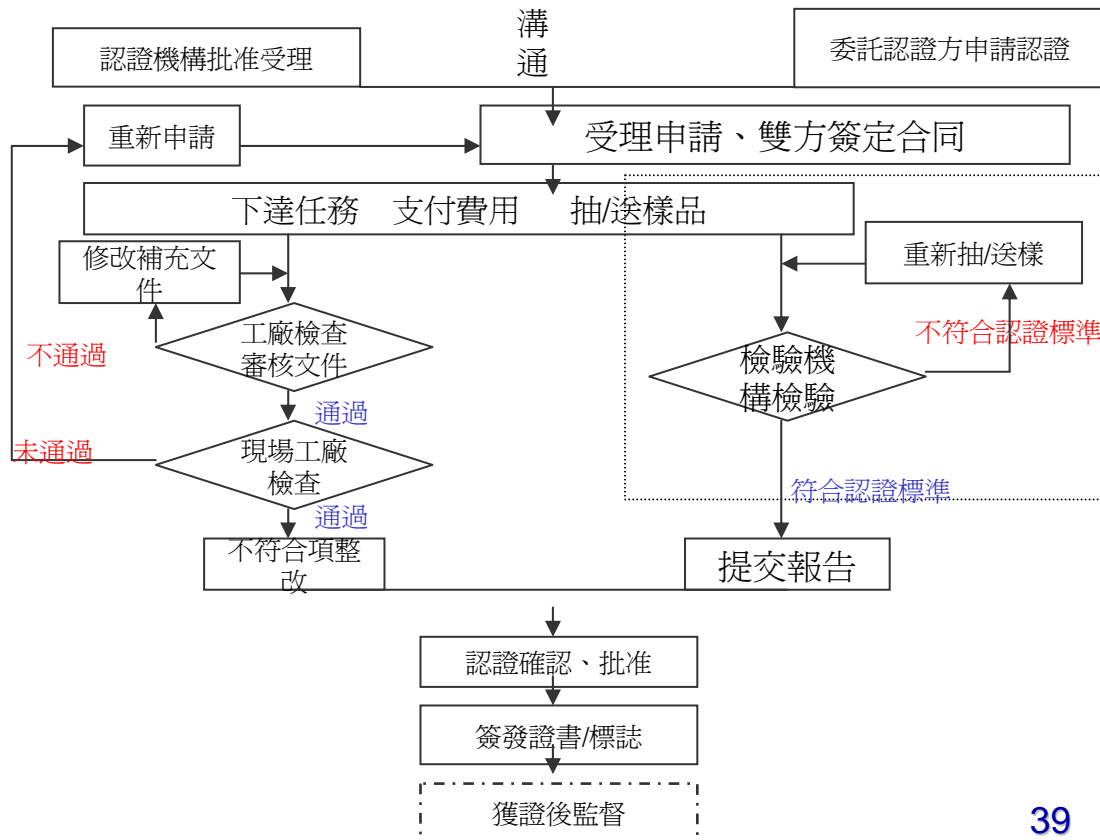 溝
通
認證機構批准受理
委託認證方申請認證
重新申請
受理申請、雙方簽定合同
下達任務 支付費用 抽/送樣品
修改補充文
件
重新抽/送樣
工廠檢查
審核文件
不通過
不符合認證標準
檢驗機
構檢驗
通過
現場工廠
檢查
未通過
符合認證標準
通過
不符合項整
改
提交報告
認證確認、批准
簽發證書/標誌
獲證後監督
39